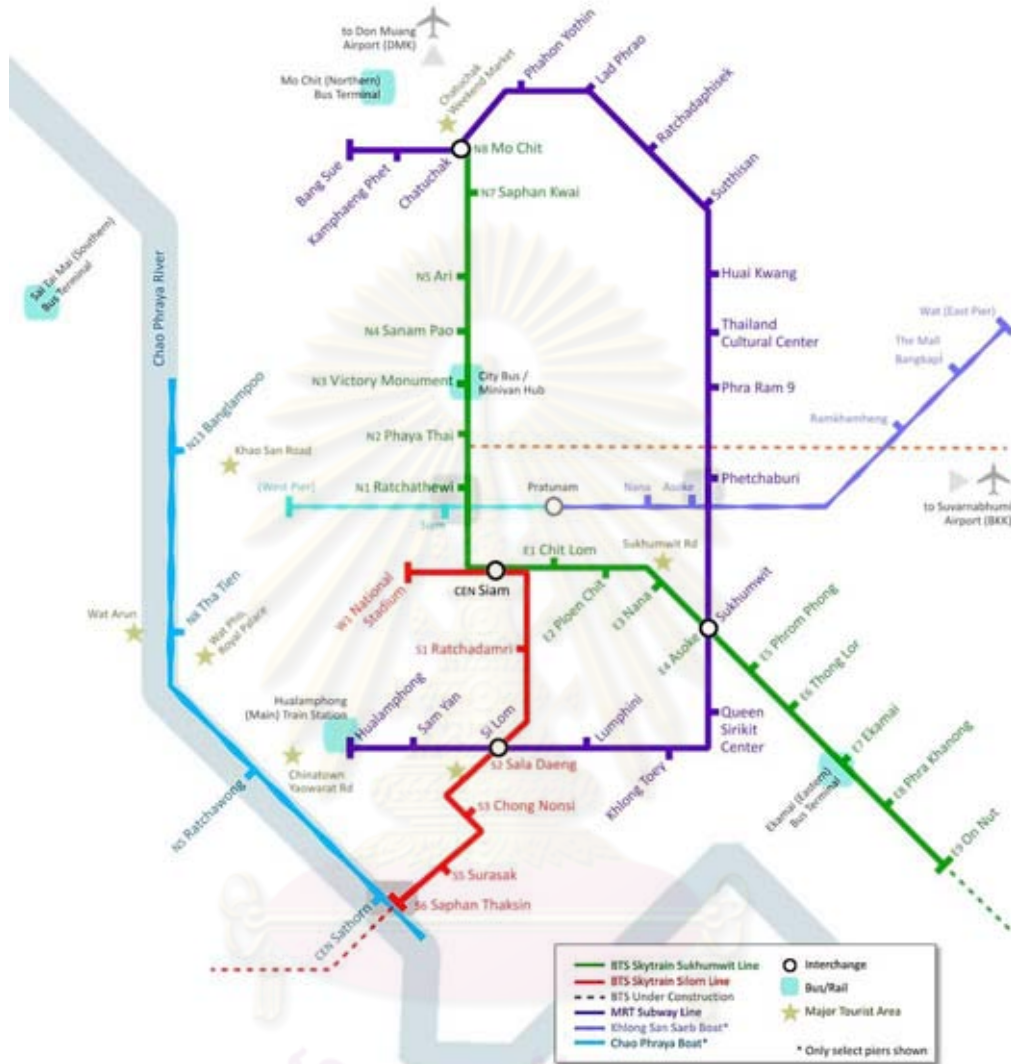 to Don Muang
Airport (DMK)
Mo Chit (Northern)
Bus Terminal
Chatuchak
Weekend Market
Phahon Yothin
Lad Phrao
Ratchadaphisek
Sutthisan
Bang Sue
Kamphaeng Phet
Chatuchak
N8 Mo Chit
N7 Saphan Kwai
Sai Tai Mai (Southern)
Bus Terminal
Chao Phraya River
N5 Ari
N4 Sanam Pao
N3 Victory Monument
City Bus /
Minivan Hub
N2 Phaya Thai
N1 Ratchathewi
Huai Kwang
Thailand
Cultural Center
Phra Ram 9
Phetchaburi
Wat (East Pier)
The Mall
Bangkapi
Ramkhamheng
to Suvarnabhumi
Airport (BKK)
N13 Banglampoo
Khao San Road
(West Pier)
Siam
Pratunam
Nana
Asoke
Sukhumwit Rd
E1 Chit Lom
CEN Siam
W1 National
Stadium
E2 Ploen Chit
E3 Nana
E4 Asoke
Sukhumwit
E5 Phrom Phong
E6 Thong Lor
E7 Ekamai
E8 Phra Khanong
E9 On Nut
Ekamai (Eastern)
Bus Terminal
N8 Tha Tien
Wat Arun
Wat Pho,
Royal Palace
S1 Ratchadamri
Hualamphong
(Main) Train Station
Hualamphong
Sam Yan
Si Lom
Lumphini
Khlong Toey
Queen
Sirikit
Center
S2 Sala Daeng
Chinatown
Yaowarat Rd
S3 Chong Nonsi
N5 Ratchawong
S5 Surasak
S6 Saphan Thaksin
CEN Sathorn
BTS Skytrain Sukhumwit Line
BTS Skytrain Silom Line
BTS Under Construction
MRT Subway Line
Khlong San Saeb Boat*
Chao Phraya Boat*
Interchange
Bus/Rail
Major Tourist Area
* Only select piers shown